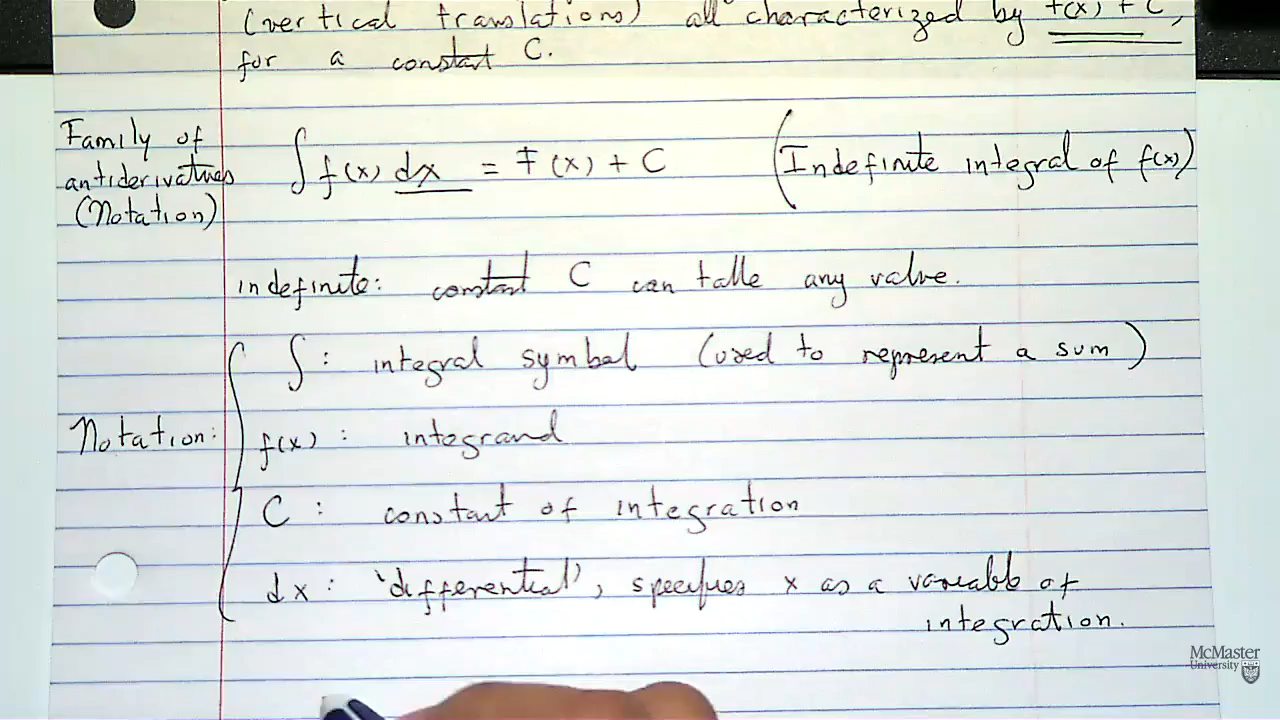 (vertical translations) all characterized by F(x) + C,
for a constant C.
Family of
antiderivatives
(Notation)
∫ f(x) dx = F(x) + C
(Indefinite integral of f(x))
indefinite: constant C can take any value.
Notation:
∫ : integral symbol (used to represent a sum)
f(x) : integrand
C : constant of integration
dx : 'differential', specifies x as a variable of
integration.
McMaster
University